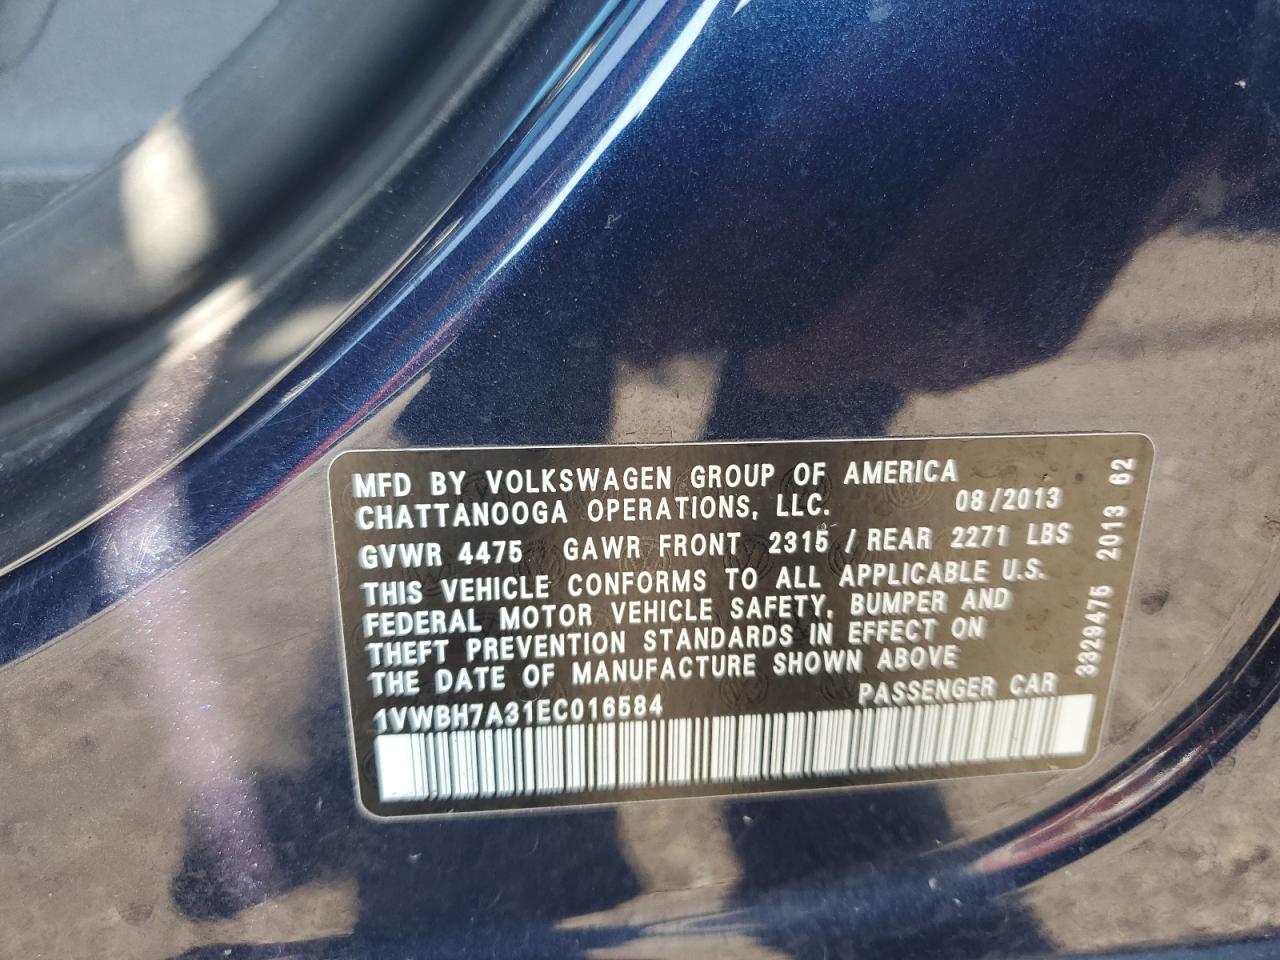 MFD BY VOLKSWAGEN GROUP OF AMERICA
CHATTANOOGA OPERATIONS, LLC. 08/2013
GVWR 4475 GAWR FRONT 2315 / REAR 2271 LBS
THIS VEHICLE CONFORMS TO ALL APPLICABLE U.S.
FEDERAL MOTOR VEHICLE SAFETY, BUMPER AND
THEFT PREVENTION STANDARDS IN EFFECT ON
THE DATE OF MANUFACTURE SHOWN ABOVE
1VWBH7A31EC016584 PASSENGER CAR
3329475 2013 62